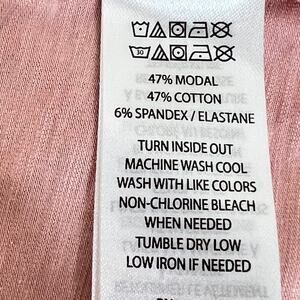 30
47% MODAL
47% COTTON
6% SPANDEX / ELASTANE
TURN INSIDE OUT
MACHINE WASH COOL
WASH WITH LIKE COLORS
NON-CHLORINE BLEACH
WHEN NEEDED
TUMBLE DRY LOW
LOW IRON IF NEEDED